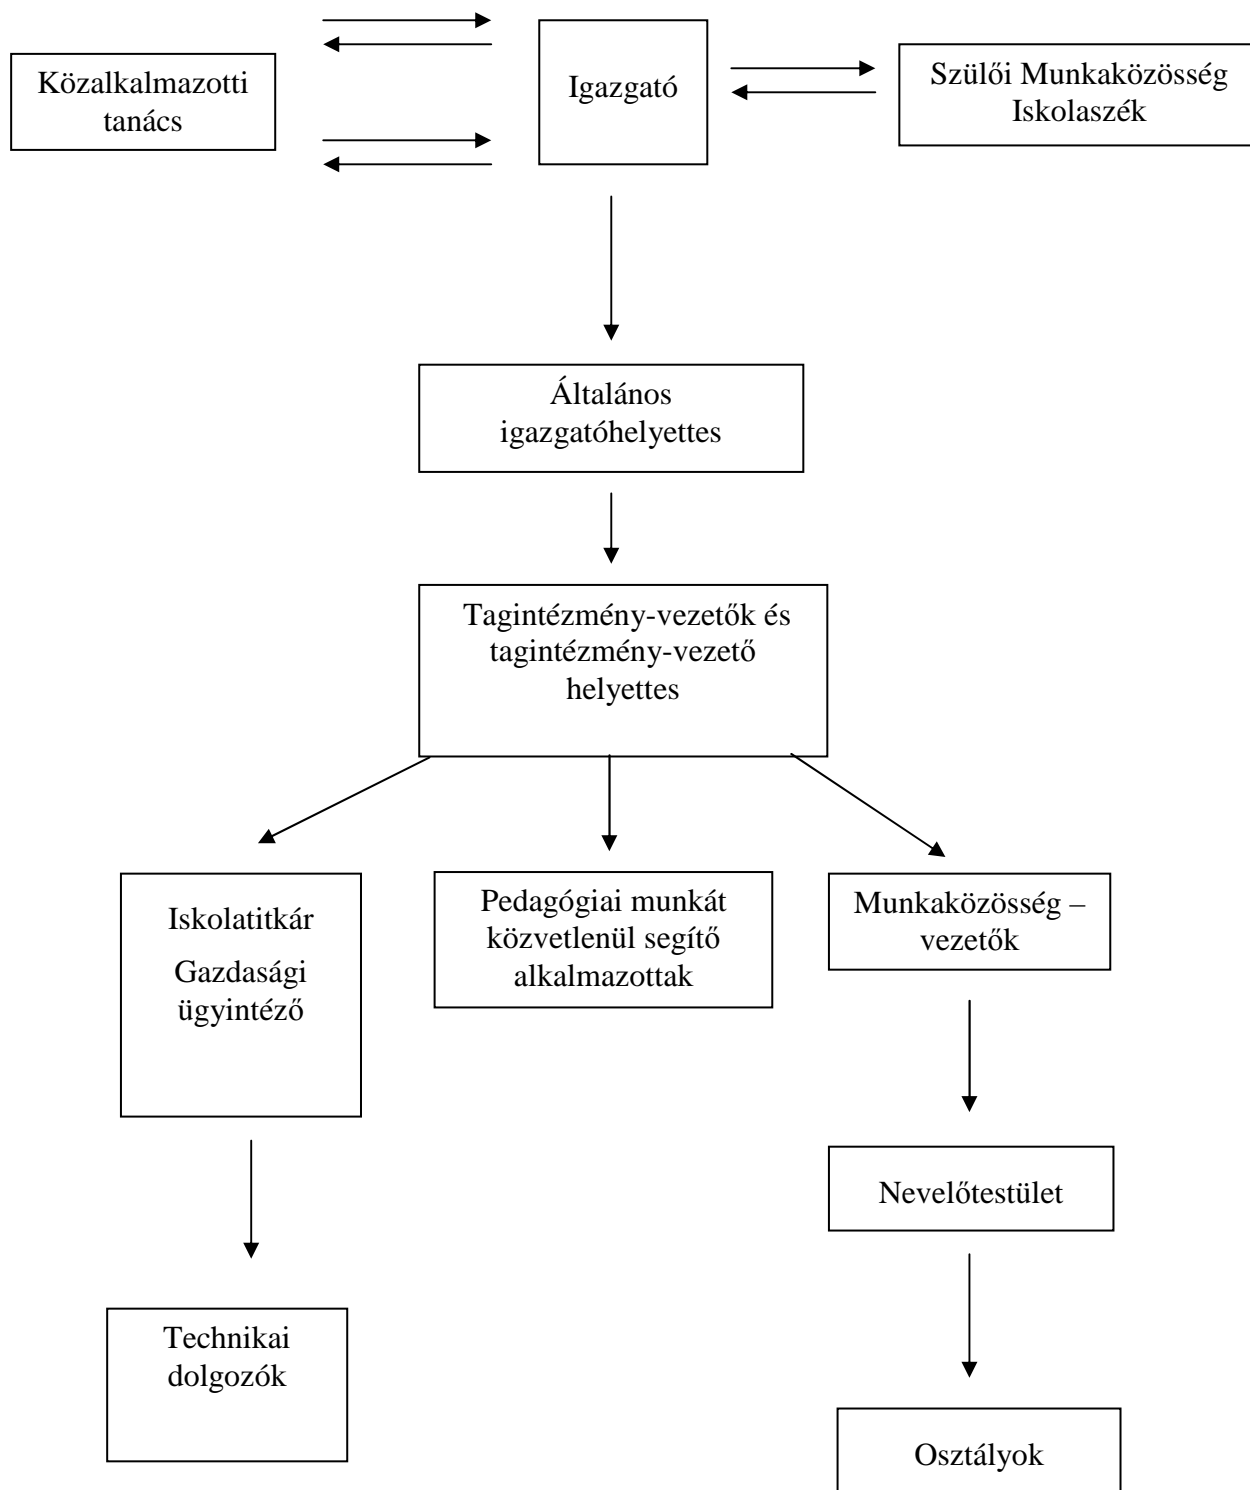 Közalkalmazotti
tanács
Igazgató
Szülői Munkaközösség
Iskolaszék
Általános
igazgatóhelyettes
Tagintézmény-vezetők és
tagintézmény-vezető
helyettes
Iskolatitkár
Gazdasági
ügyintéző
Pedagógiai munkát
közvetlenül segítő
alkalmazottak
Munkaközösség –
vezetők
Nevelőtestület
Technikai
dolgozók
Osztályok